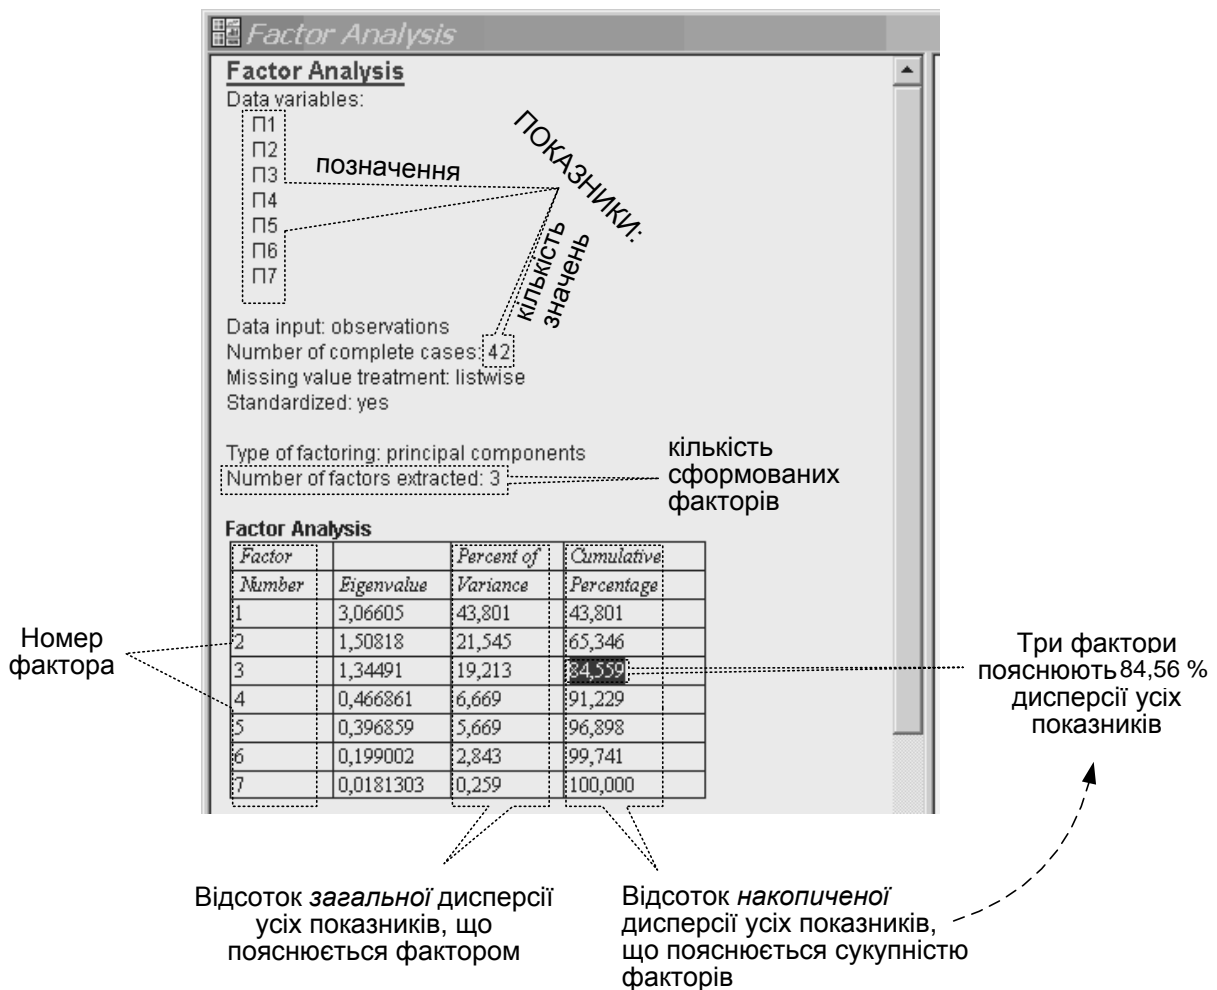 Factor Analysis
Factor Analysis
Data variables:
П1
П2
П3
П4
П5
П6
П7
позначення
ПОКАЗНИКИ:
кількість
значень
Data input: observations
Number of complete cases: 42
Missing value treatment: listwise
Standardized: yes
Type of factoring: principal components
Number of factors extracted: 3
кількість
сформованих
факторів
Factor Analysis
Factor Percent of Cumulative
Number Eigenvalue Variance Percentage
1 3,06605 43,801 43,801
2 1,50818 21,545 65,346
3 1,34491 19,213 84,559
4 0,466861 6,669 91,229
5 0,396859 5,669 96,898
6 0,199002 2,843 99,741
7 0,0181303 0,259 100,000
Номер
фактора
Три фактори
пояснюють 84,56 %
дисперсії усіх
показників
Відсоток загальної дисперсії
усіх показників, що
пояснюється фактором
Відсоток накопиченої
дисперсії усіх показників,
що пояснюється сукупністю
факторів